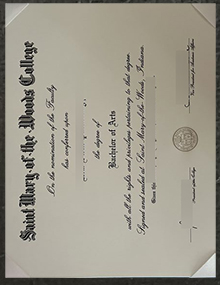 Saint Mary-of-the-Woods College
On the nomination of the Faculty
has conferred upon
the degree of
Bachelor of Arts
with all the rights and privileges pertaining to that degree.
Signed and sealed at Saint Mary-of-the-Woods, Indiana.